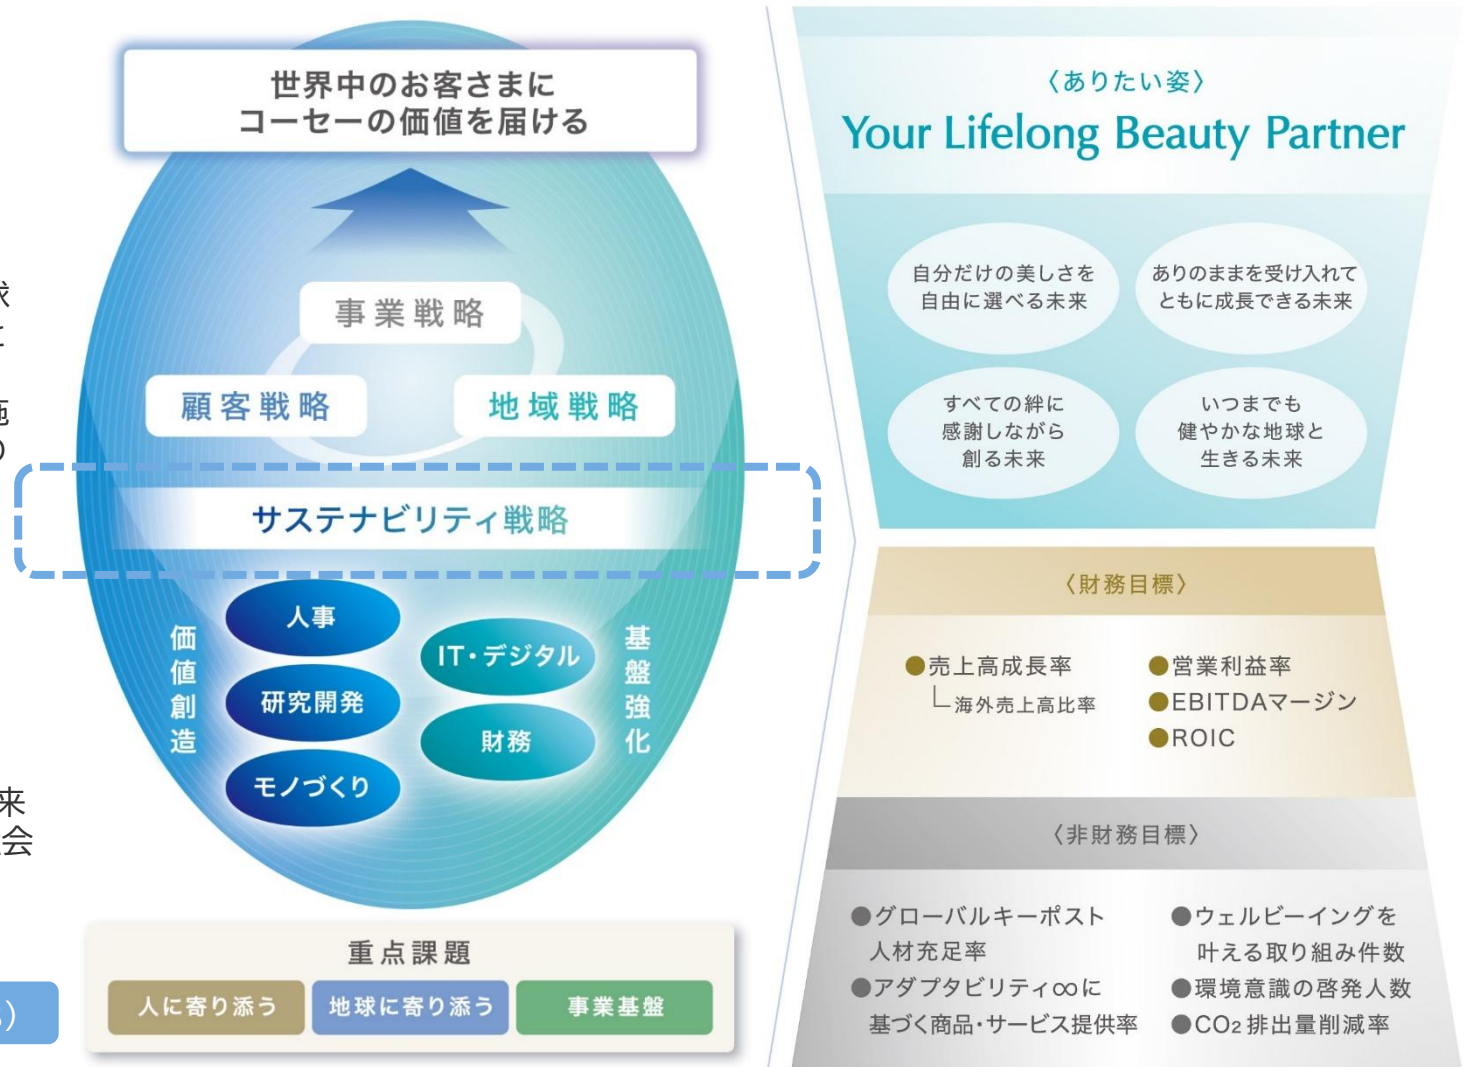 世界中のお客さまに
コーセーの価値を届ける
事業戦略
顧客戦略
地域戦略
サステナビリティ戦略
価値創造
人事
研究開発
モノづくり
IT・デジタル
財務
基盤強化
重点課題
人に寄り添う
地球に寄り添う
事業基盤
球
施
の
来
会
）
〈ありたい姿〉
Your Lifelong Beauty Partner
自分だけの美しさを
自由に選べる未来
ありのままを受け入れて
ともに成長できる未来
すべての絆に
感謝しながら
創る未来
いつまでも
健やかな地球と
生きる未来
〈財務目標〉
●売上高成長率
海外売上高比率
●営業利益率
●EBITDAマージン
●ROIC
〈非財務目標〉
●グローバルキーポスト
人材充足率
●アダプタビリティ∞に
基づく商品・サービス提供率
●ウェルビーイングを
叶える取り組み件数
●環境意識の啓発人数
●CO₂排出量削減率